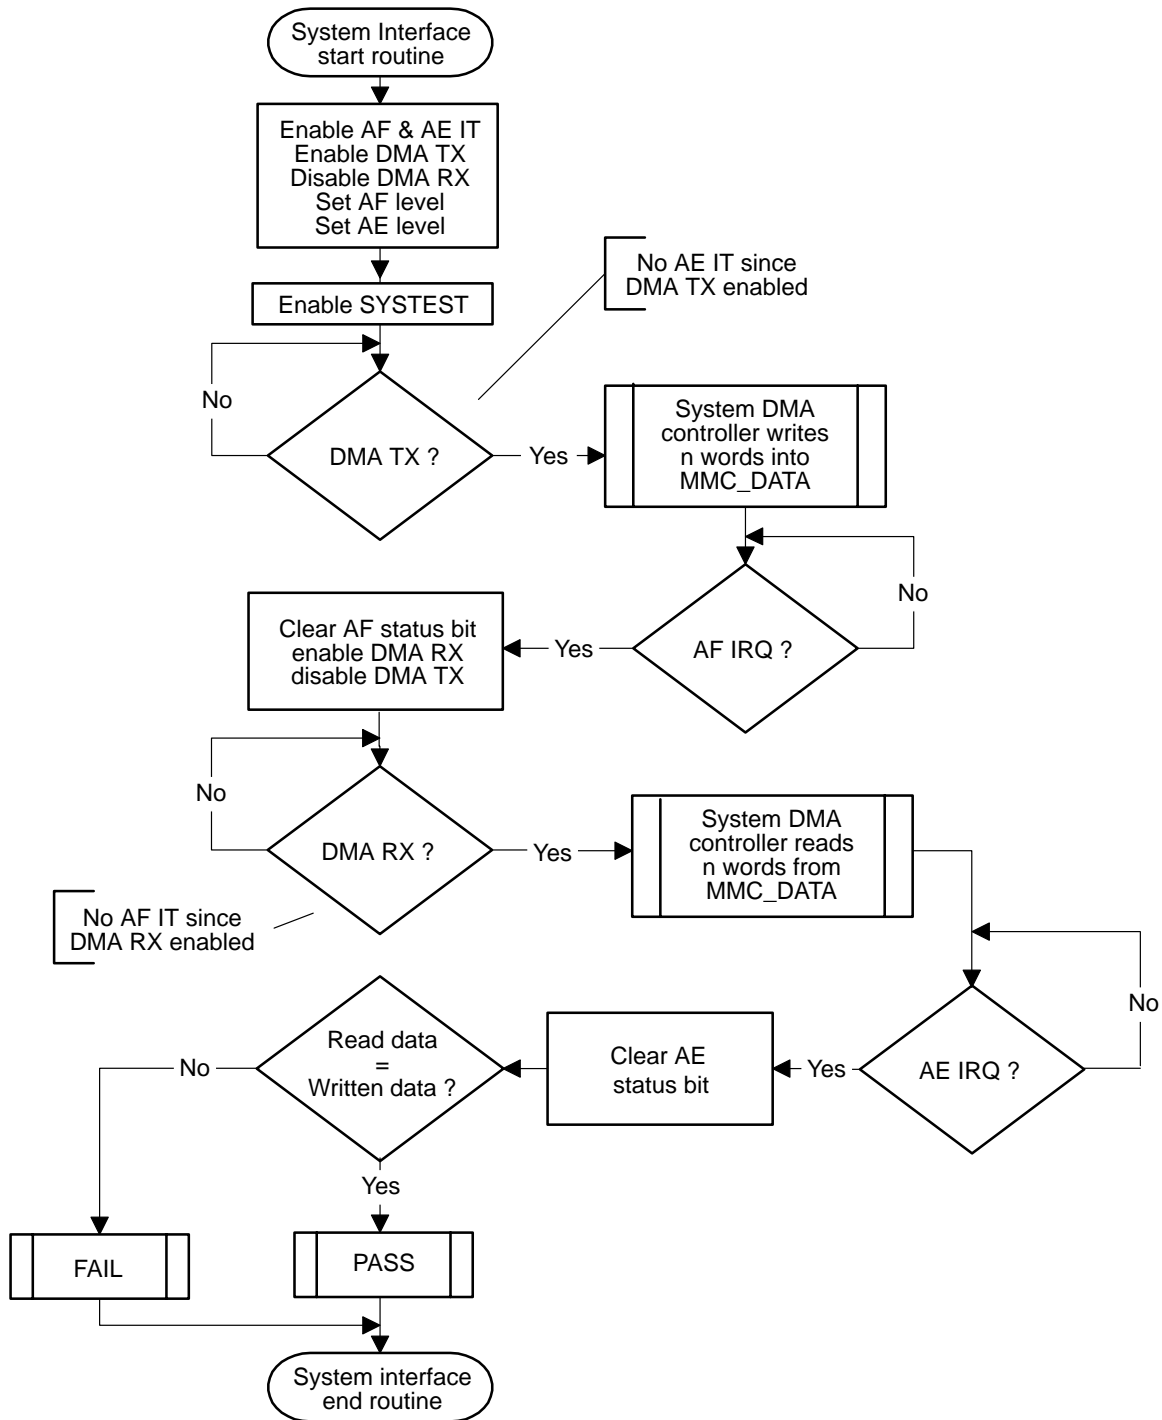 System Interface
start routine
Enable AF & AE IT
Enable DMA TX
Disable DMA RX
Set AF level
Set AE level
No AE IT since
DMA TX enabled
Enable SYSTEST
No
DMA TX ?
Yes
System DMA
controller writes
n words into
MMC_DATA
No
AF IRQ ?
Yes
Clear AF status bit
enable DMA RX
disable DMA TX
No
DMA RX ?
Yes
System DMA
controller reads
n words from
MMC_DATA
No AF IT since
DMA RX enabled
No
AE IRQ ?
Yes
Clear AE
status bit
Read data
=
Written data ?
No
Yes
FAIL
PASS
System interface
end routine